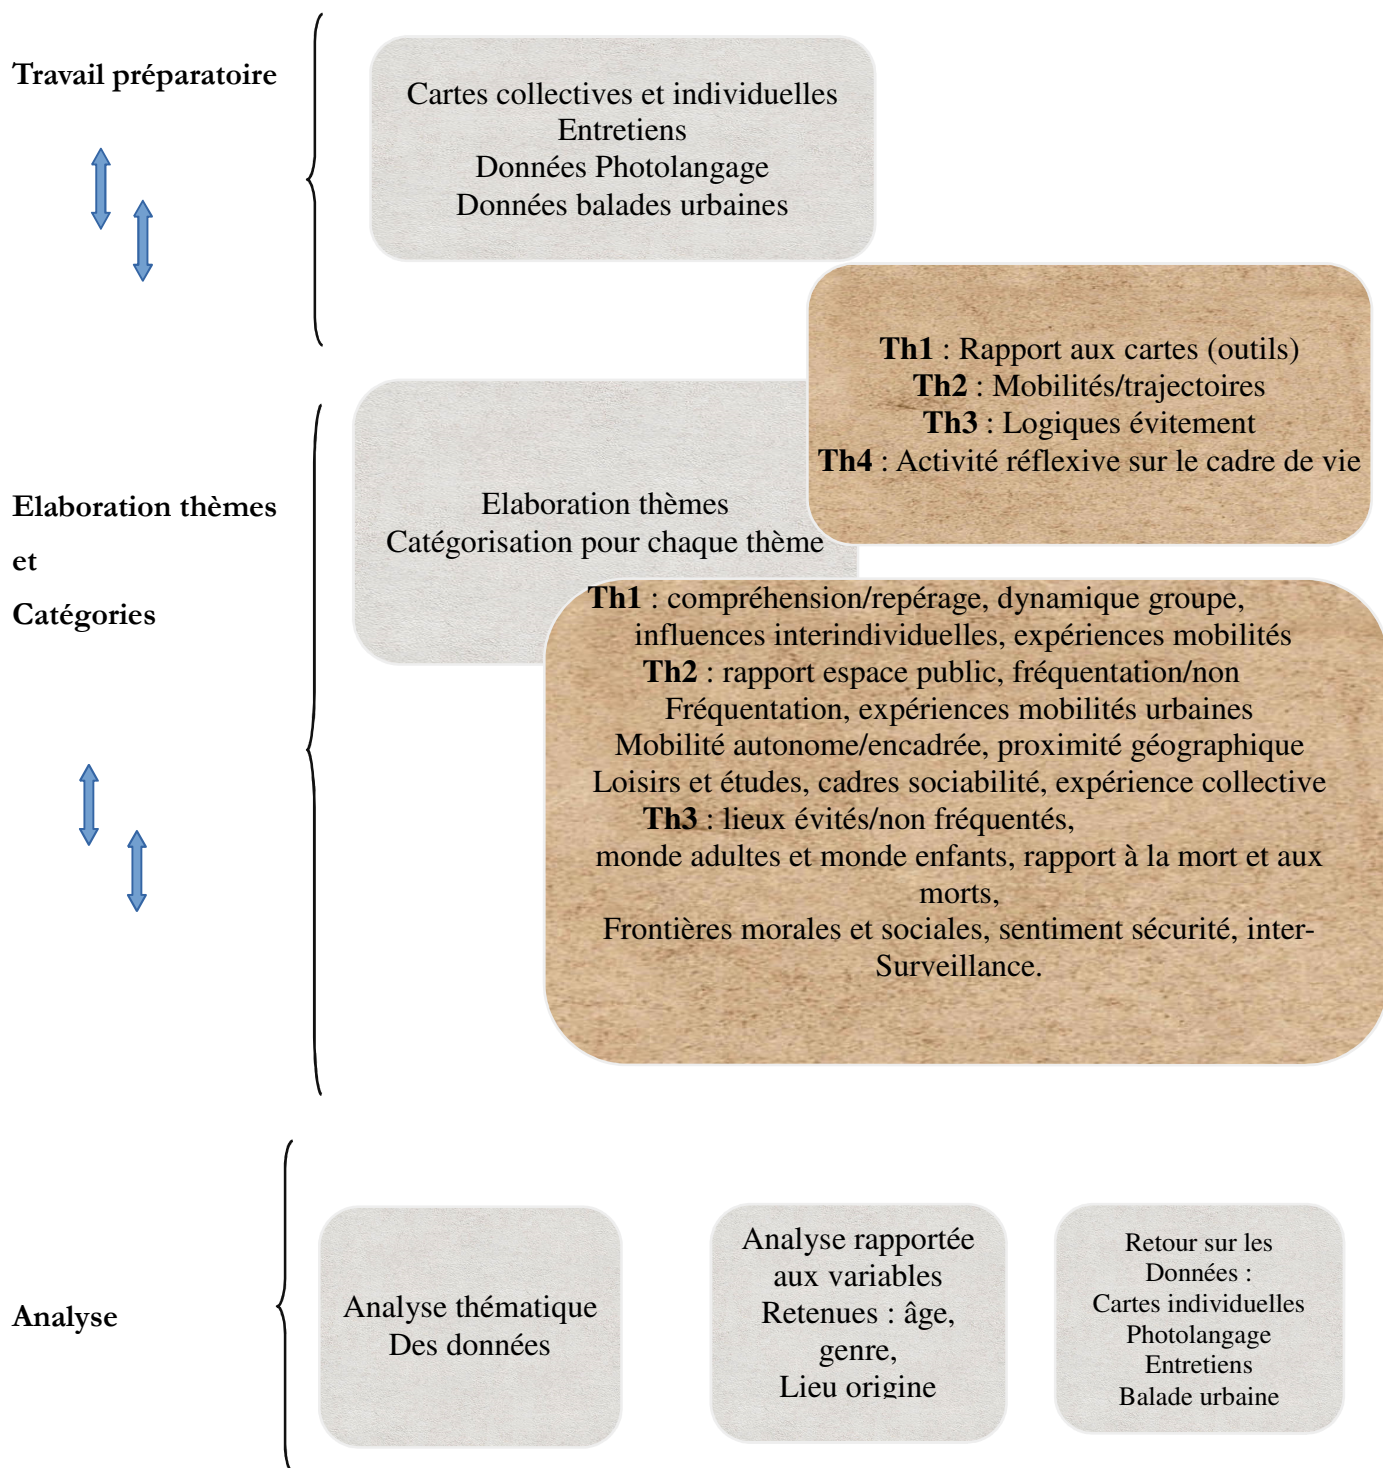 Travail préparatoire
Cartes collectives et individuelles
Entretiens
Données Photolangage
Données balades urbaines
Th1 : Rapport aux cartes (outils)
Th2 : Mobilités/trajectoires
Th3 : Logiques évitement
Th4 : Activité réflexive sur le cadre de vie
Elaboration thèmes
et
Catégories
Elaboration thèmes
Catégorisation pour chaque thème
Th1 : compréhension/repérage, dynamique groupe,
influences interindividuelles, expériences mobilités
Th2 : rapport espace public, fréquentation/non
Fréquentation, expériences mobilités urbaines
Mobilité autonome/encadrée, proximité géographique
Loisirs et études, cadres sociabilité, expérience collective
Th3 : lieux évités/non fréquentés,
monde adultes et monde enfants, rapport à la mort et aux
morts,
Frontières morales et sociales, sentiment sécurité, inter-
Surveillance.
Analyse
Analyse thématique
Des données
Analyse rapportée
aux variables
Retenues : âge,
genre,
Lieu origine
Retour sur les
Données :
Cartes individuelles
Photolangage
Entretiens
Balade urbaine